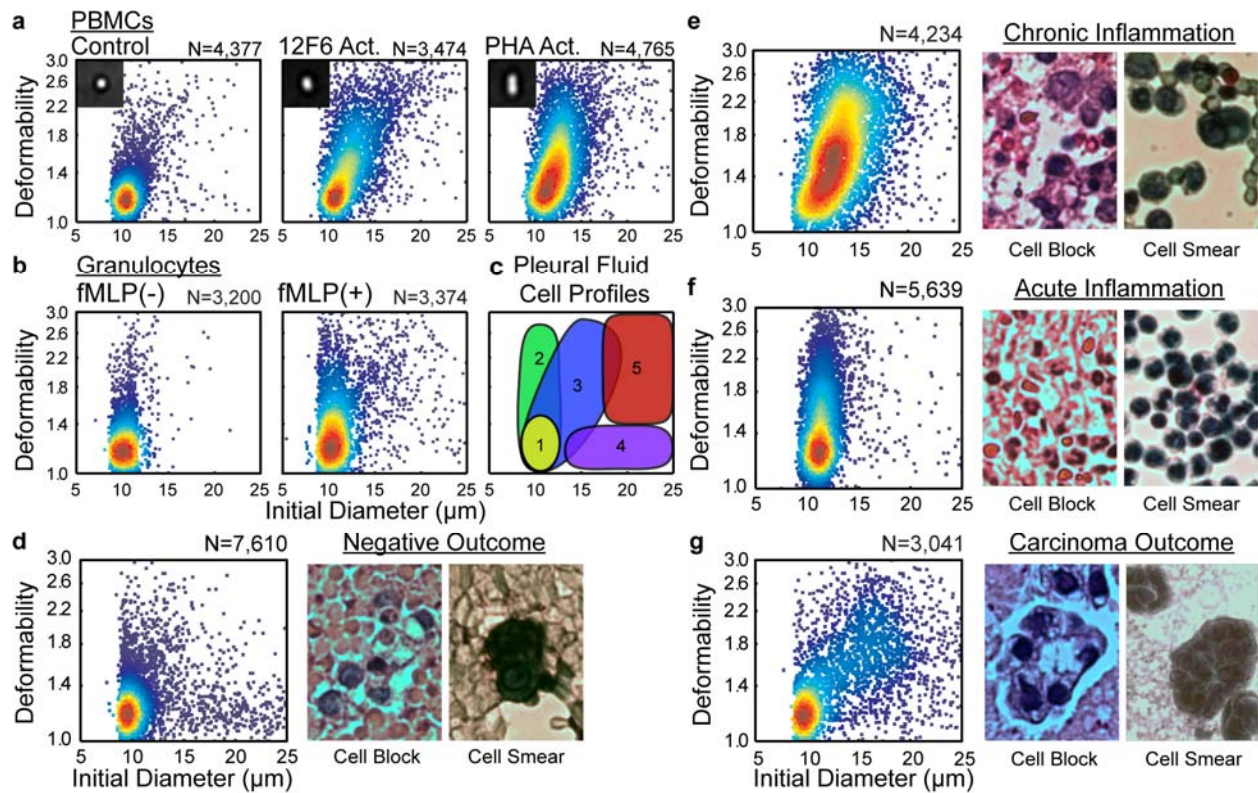 a
PBMCs
Control N=4,377
12F6 Act. N=3,474
PHA Act. N=4,765
Deformability
3.0
2.6
2.2
1.8
1.4
1.0
5 10 15 20 25
5 10 15 20 25
5 10 15 20 25
b
Granulocytes
fMLP(-) N=3,200
fMLP(+) N=3,374
Deformability
3.0
2.6
2.2
1.8
1.4
1.0
5 10 15 20 25
5 10 15 20 25
Initial Diameter (µm)
c
Pleural Fluid
Cell Profiles
1
2
3
4
5
5 10 15 20 25
d
N=7,610
Negative Outcome
Deformability
3.0
2.6
2.2
1.8
1.4
1.0
5 10 15 20 25
Initial Diameter (µm)
Cell Block
Cell Smear
e
N=4,234
Chronic Inflammation
Deformability
3.0
2.6
2.2
1.8
1.4
1.0
5 10 15 20 25
Cell Block
Cell Smear
f
N=5,639
Acute Inflammation
Deformability
3.0
2.6
2.2
1.8
1.4
1.0
5 10 15 20 25
Cell Block
Cell Smear
g
N=3,041
Carcinoma Outcome
Deformability
3.0
2.6
2.2
1.8
1.4
1.0
5 10 15 20 25
Initial Diameter (µm)
Cell Block
Cell Smear